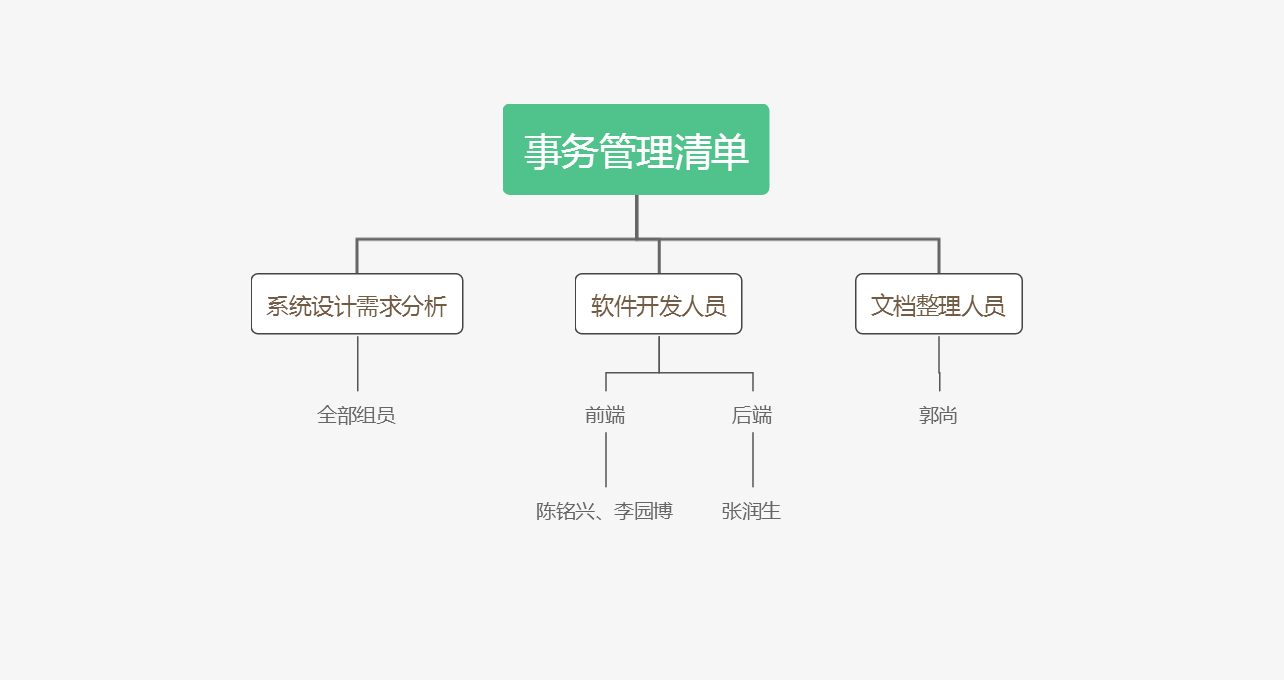 事务管理清单
系统设计需求分析
软件开发人员
文档整理人员
全部组员
前端
后端
郭尚
陈铭兴、李园博
张润生